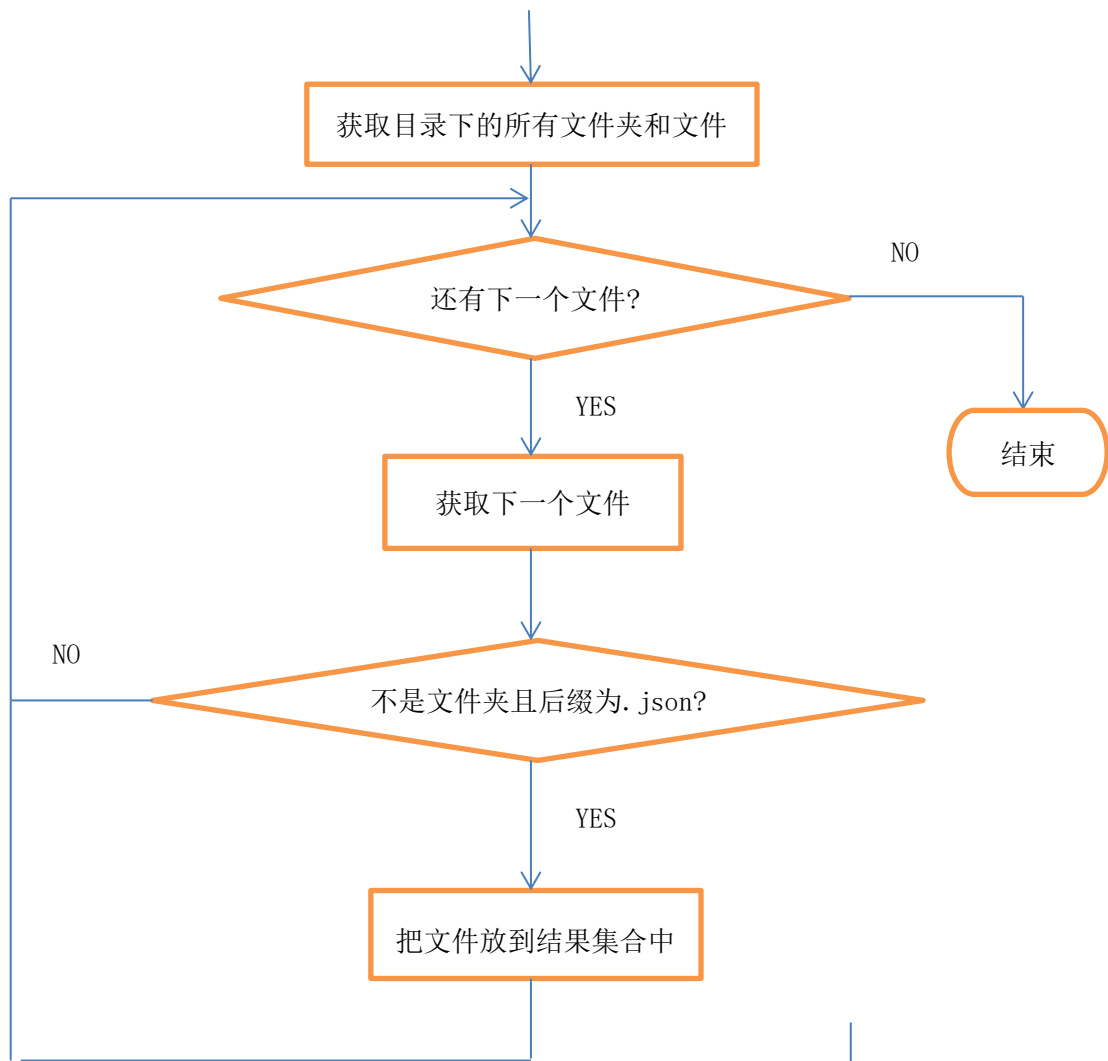 获取目录下的所有文件夹和文件
NO
还有下一个文件?
YES
结束
获取下一个文件
NO
不是文件夹且后缀为.json?
YES
把文件放到结果集合中